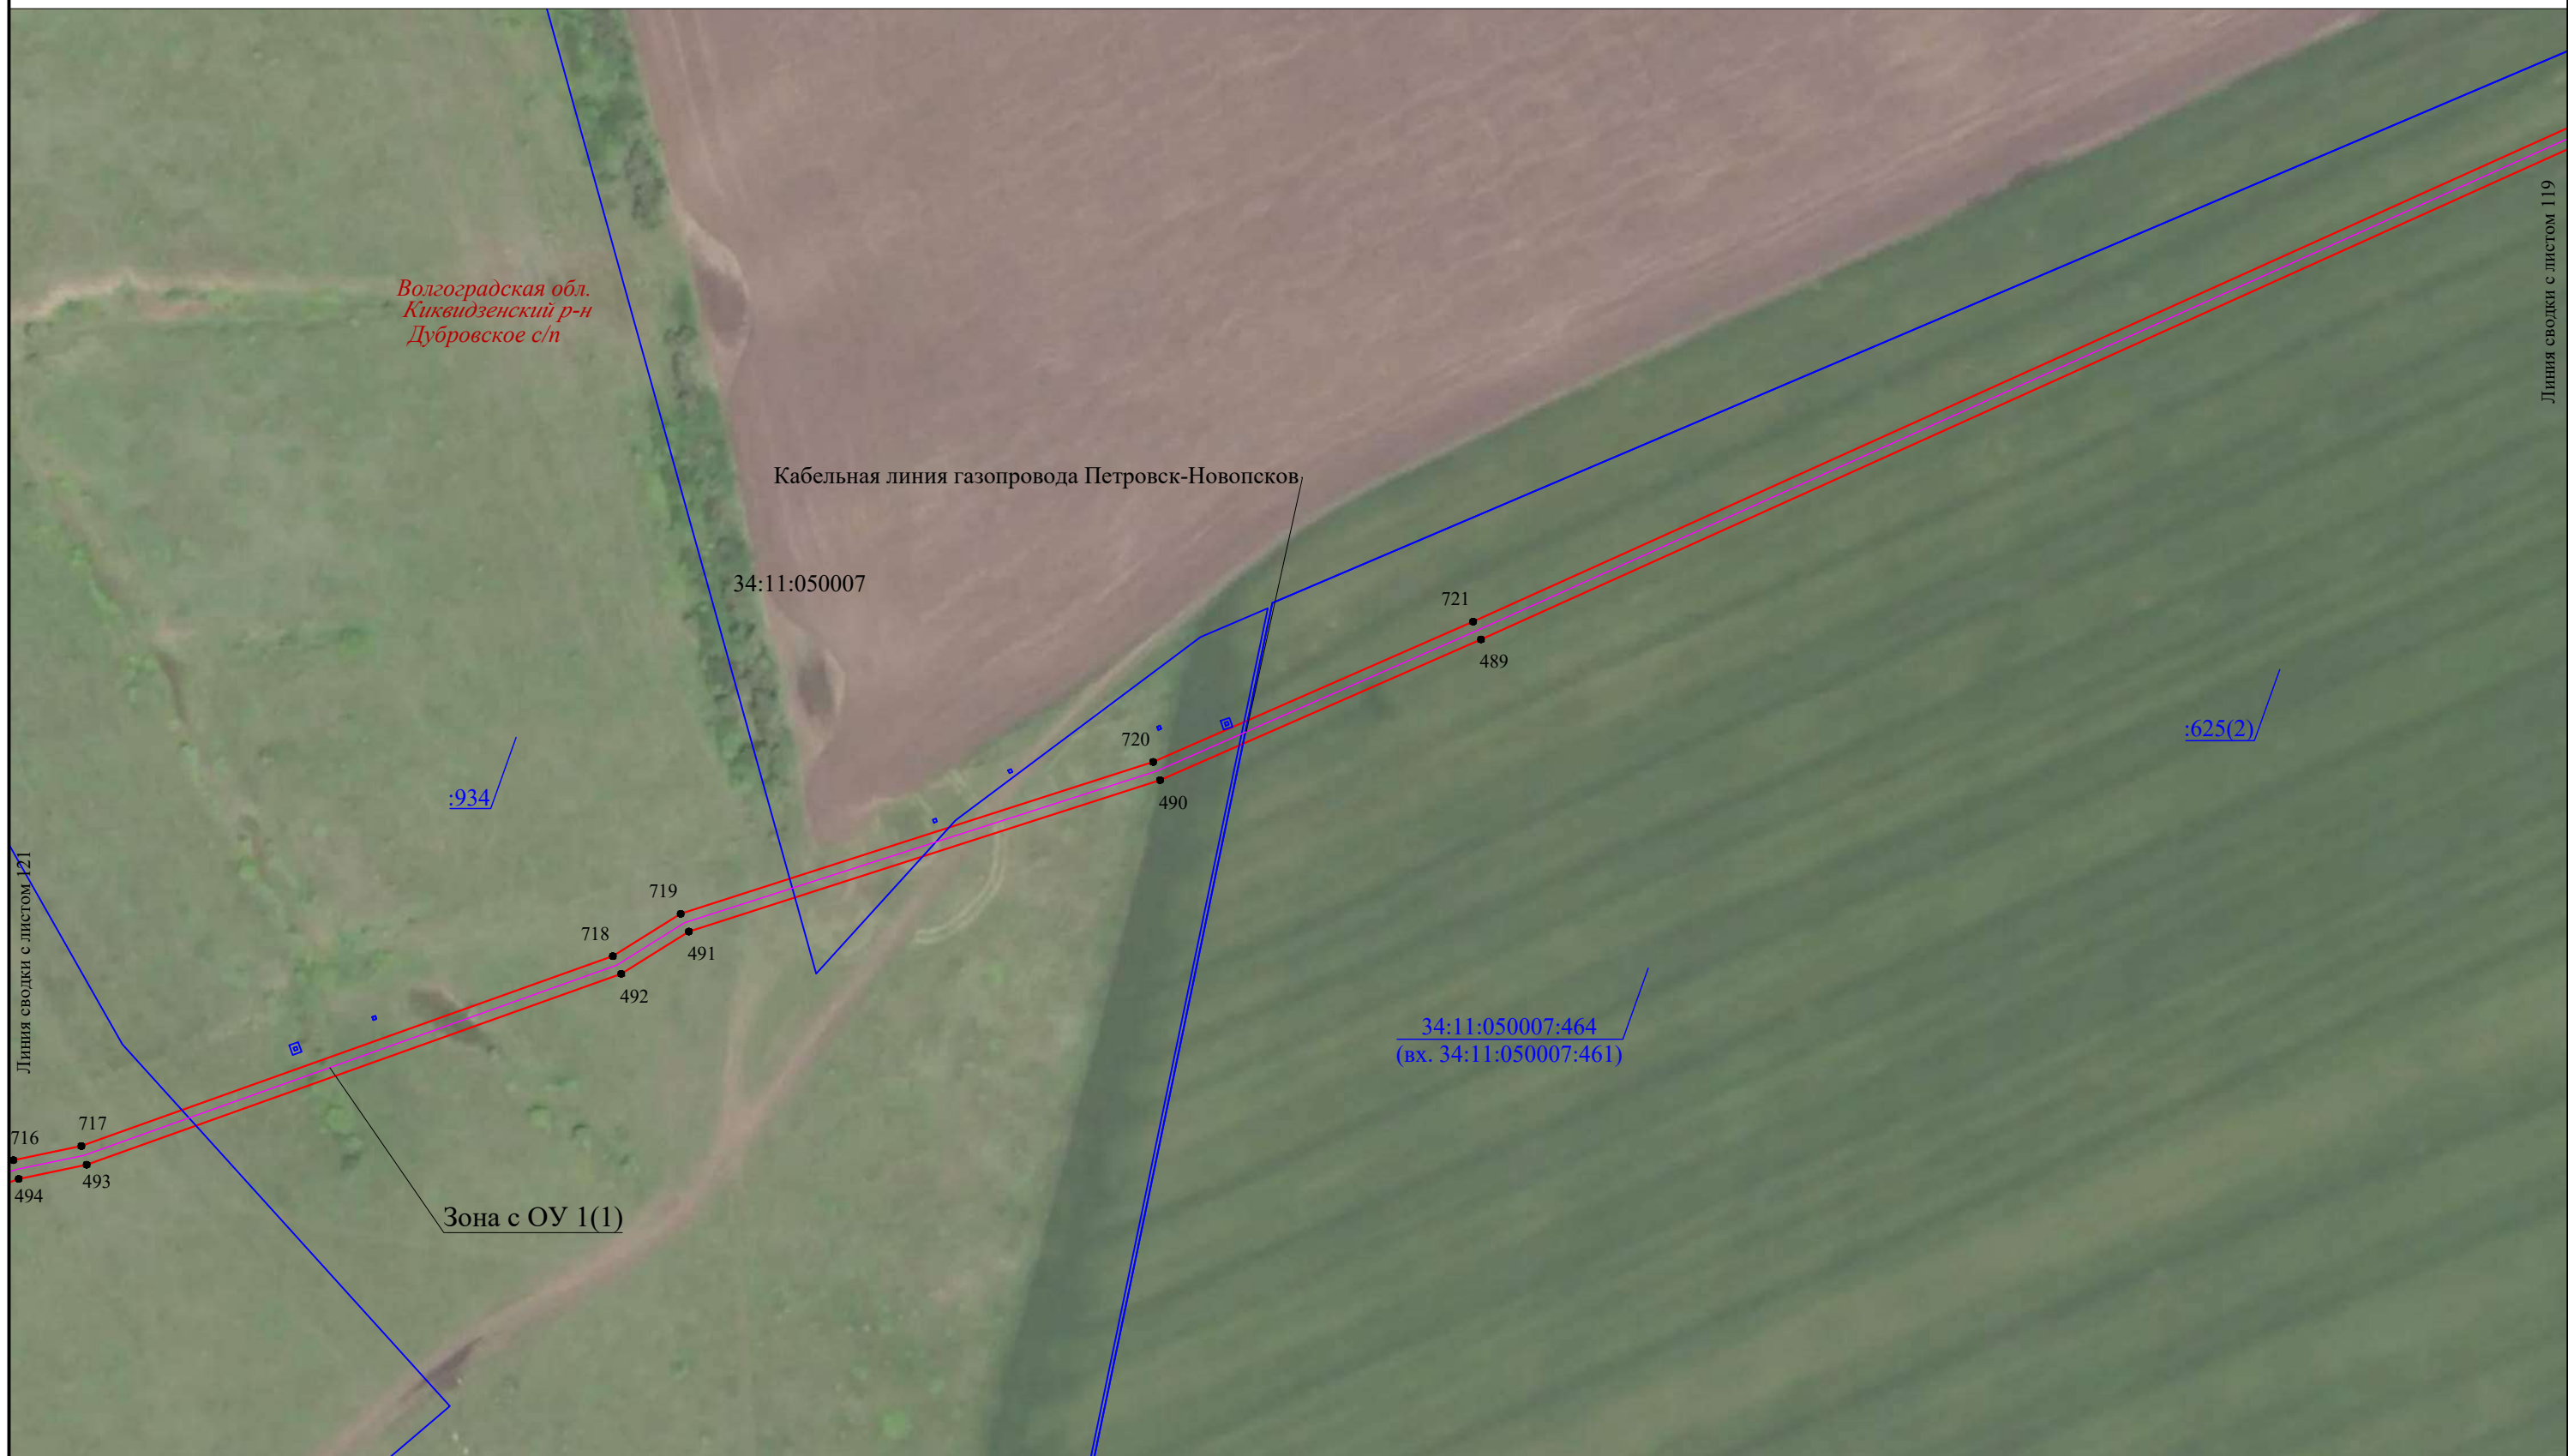 Линия сводки с листом 119
Волгоградская обл.
Киквидзенский р-н
Дубровское с/п
Кабельная линия газопровода Петровск-Новопсков
34:11:050007
721
489
:625(2)
720
490
:934
Линия сводки с листом 121
719
718
491
492
34:11:050007:464
(вх. 34:11:050007:461)
717
716
493
494
Зона с ОУ 1(1)